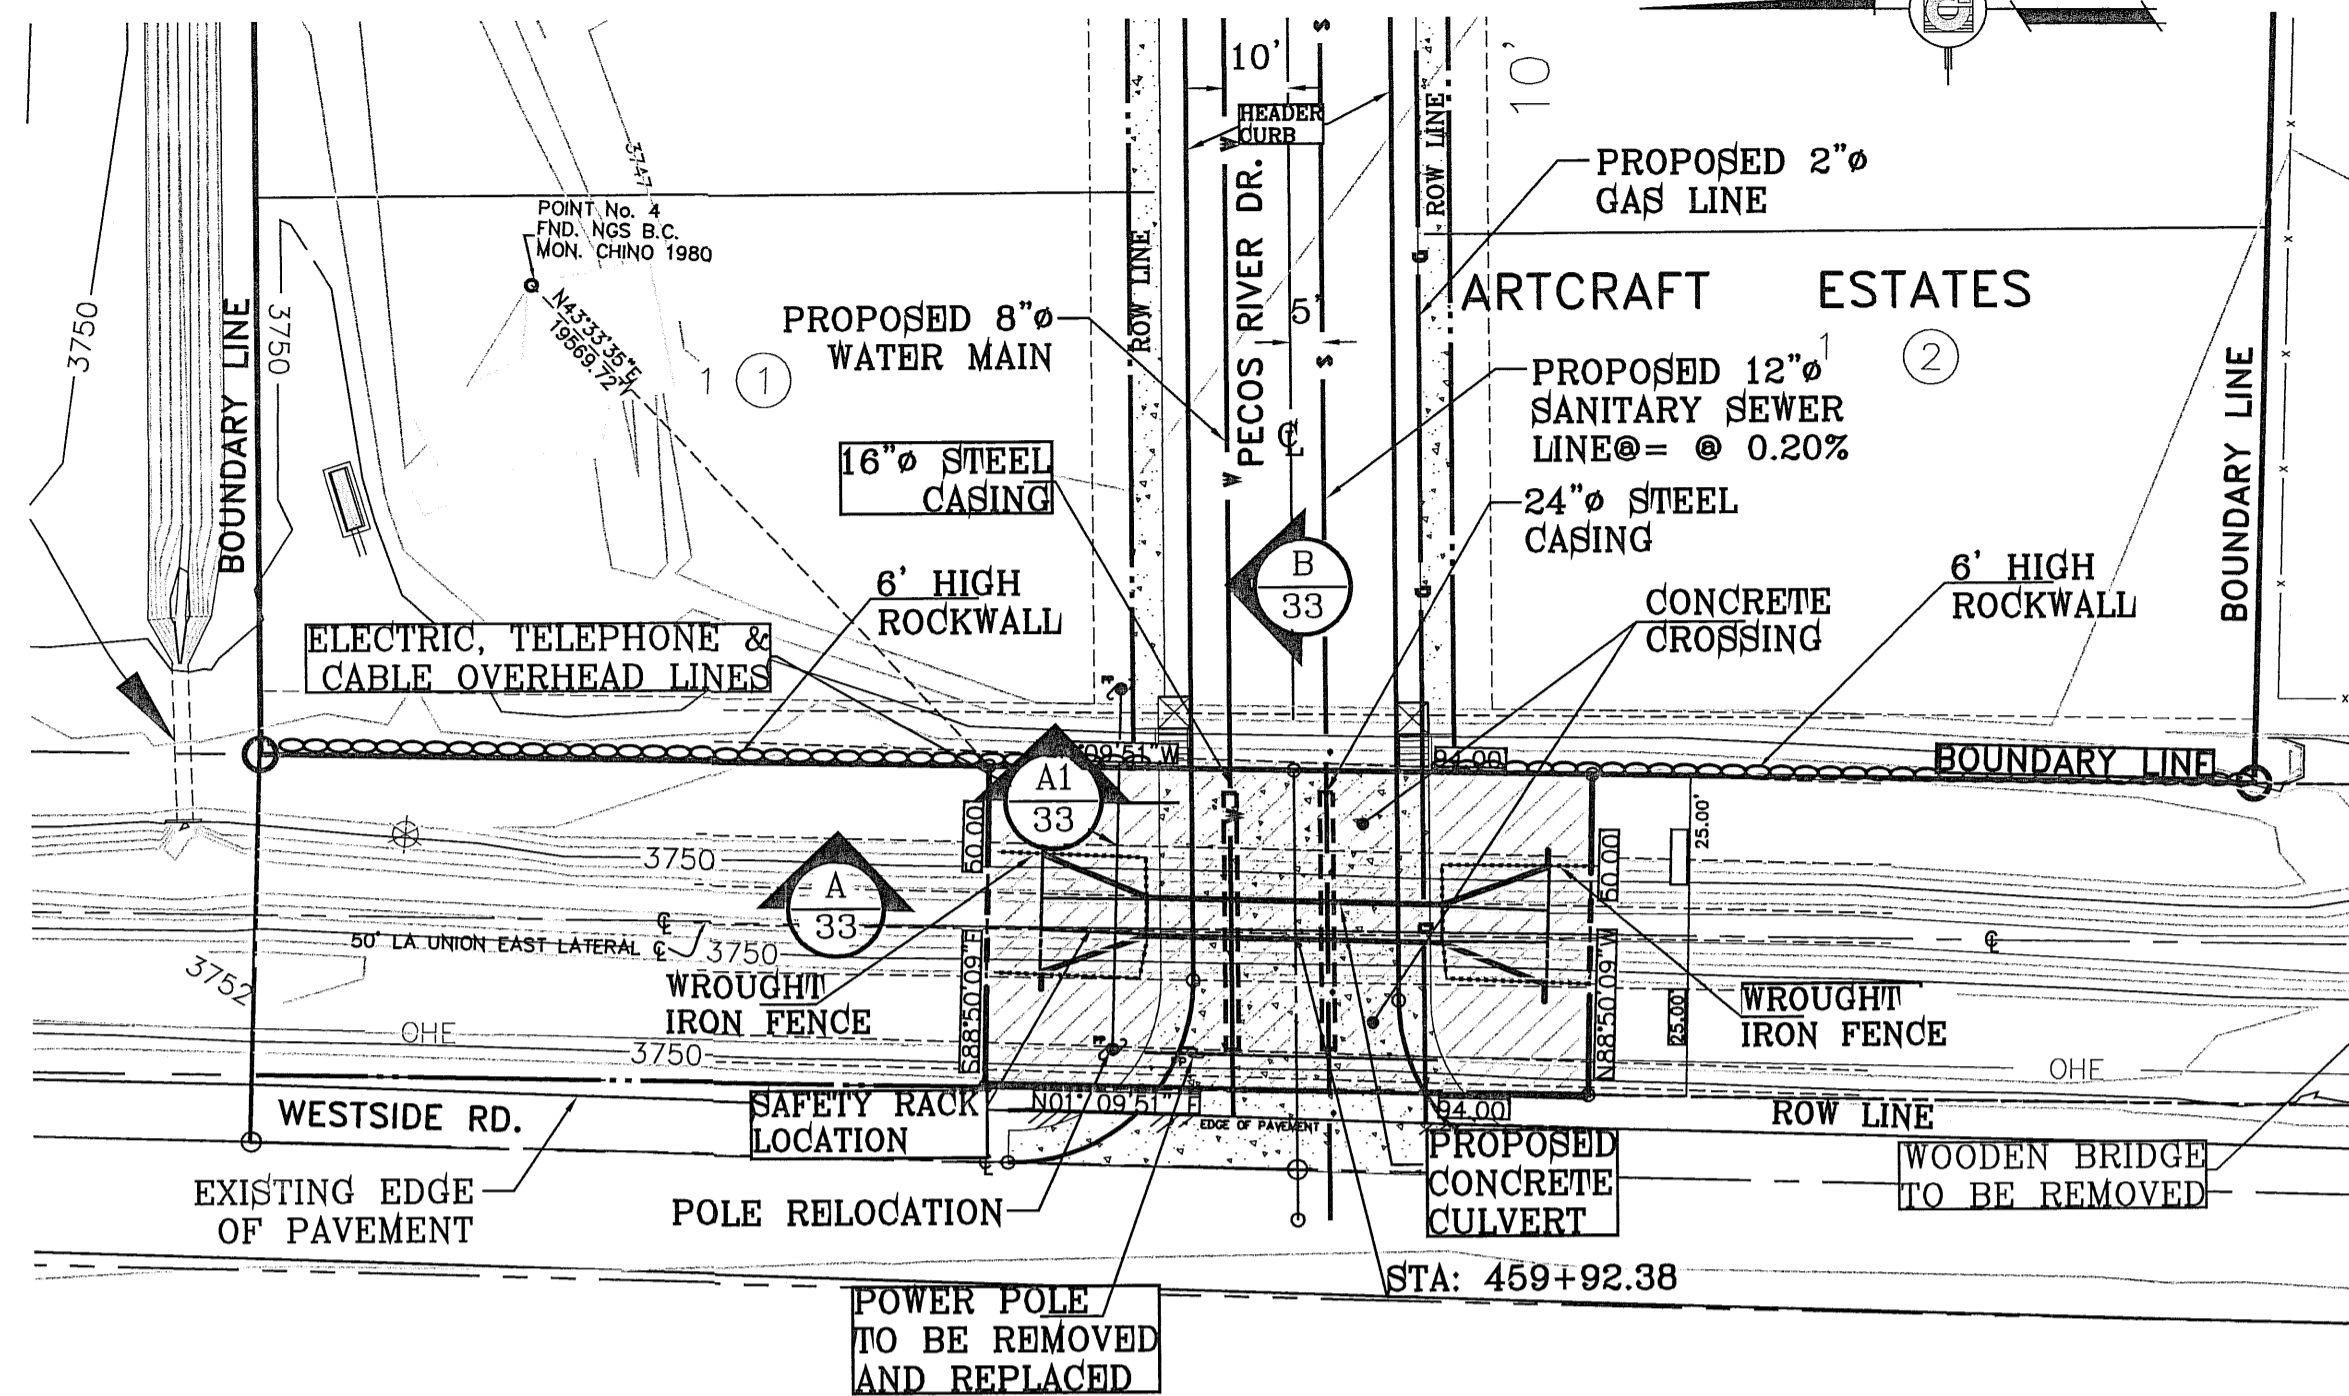 10'
10'
HEADER
CURB
ROW LINE
PROPOSED 2"ø
GAS LINE
3747
POINT No. 4
FND. NGS B.C.
MON. CHINO 1980
N43°33'35"E
19569.72'
3750
BOUNDARY LINE
3750
PROPOSED 8"ø
WATER MAIN
ROW LINE
PECOS RIVER DR.
5'
ARTCRAFT ESTATES
1
2
1
1
PROPOSED 12"ø
SANITARY SEWER
LINE@= @ 0.20%
BOUNDARY LINE
16"ø STEEL
CASING
24"ø STEEL
CASING
B
33
6' HIGH
ROCKWALL
CONCRETE
CROSSING
6' HIGH
ROCKWALL
ELECTRIC, TELEPHONE &
CABLE OVERHEAD LINES
09'51"W
94.00
BOUNDARY LINE
A1
33
50.00
50.00
25.00'
3750
A
33
50' LA UNION EAST LATERAL
3750
3752
WROUGHT
IRON FENCE
S88°50'09"E
N88°50'09"W
25.00'
WROUGHT
IRON FENCE
OHE
3750
OHE
WESTSIDE RD.
SAFETY RACK
LOCATION
N01°09'51"E
94.00
EDGE OF PAVEMENT
ROW LINE
PROPOSED
CONCRETE
CULVERT
WOODEN BRIDGE
TO BE REMOVED
EXISTING EDGE
OF PAVEMENT
POLE RELOCATION
STA: 459+92.38
POWER POLE
TO BE REMOVED
AND REPLACED